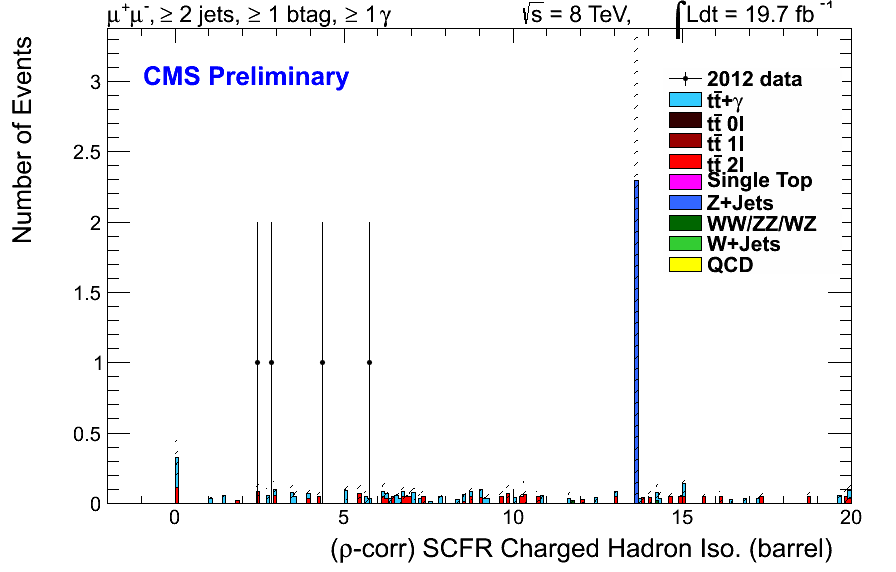 μ⁺μ⁻, ≥ 2 jets, ≥ 1 btag, ≥ 1 γ
√s = 8 TeV, ∫Ldt = 19.7 fb⁻¹
CMS Preliminary
2012 data
tt̄+γ
tt̄ 0l
tt̄ 1l
tt̄ 2l
Single Top
Z+Jets
WW/ZZ/WZ
W+Jets
QCD
Number of Events
3
2.5
2
1.5
1
0.5
0
0 5 10 15 20
(ρ-corr) SCFR Charged Hadron Iso. (barrel)